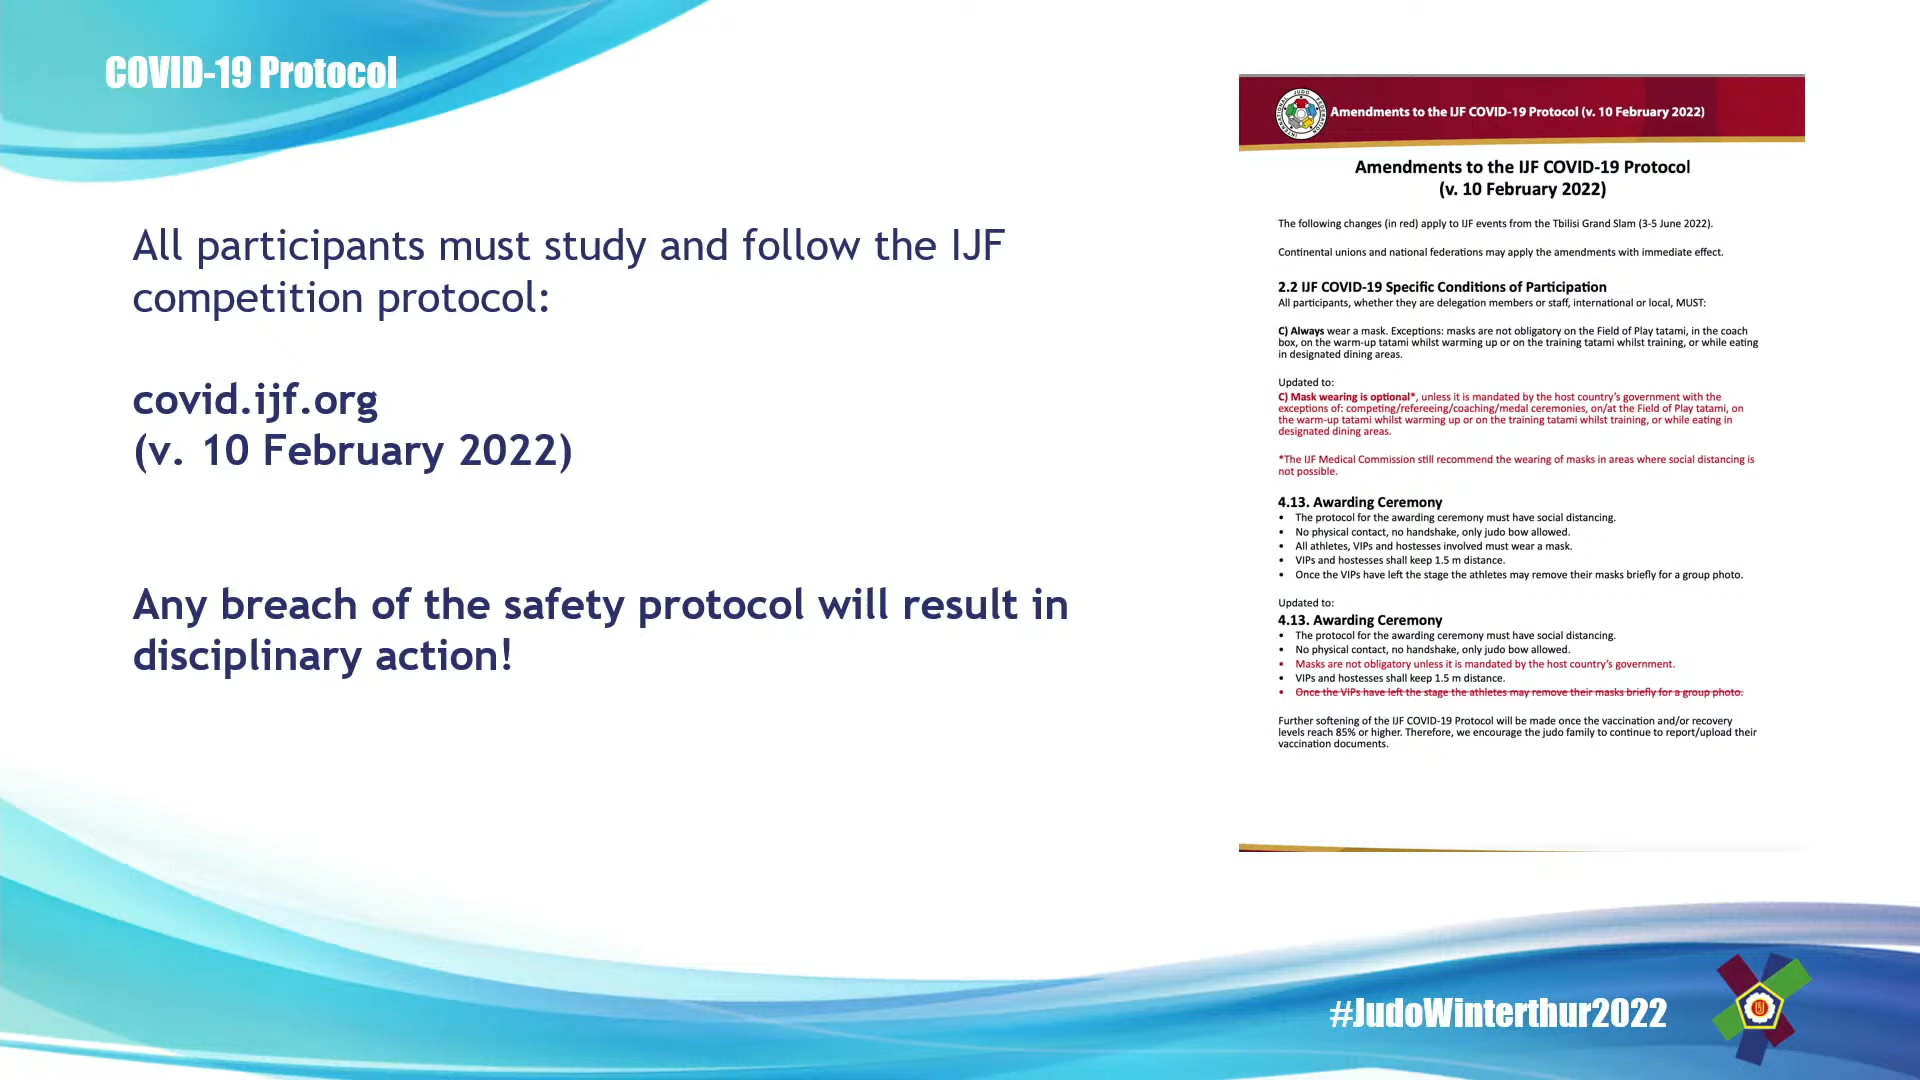 COVID-19 Protocol
All participants must study and follow the IJF
competition protocol:
covid.ijf.org
(v. 10 February 2022)
Any breach of the safety protocol will result in
disciplinary action!
Amendments to the IJF COVID-19 Protocol (v. 10 February 2022)
Amendments to the IJF COVID-19 Protocol
(v. 10 February 2022)
The following changes (in red) apply to IJF events from the Tbilisi Grand Slam (3-5 June 2022).
Continental unions and national federations may apply the amendments with immediate effect.
2.2 IJF COVID-19 Specific Conditions of Participation
All participants, whether they are delegation members or staff, international or local, MUST:
C) Always wear a mask. Exceptions: masks are not obligatory on the Field of Play tatami, in the coach
box, on the warm-up tatami whilst warming up or on the training tatami whilst training, or while eating
in designated dining areas.
Updated to:
C) Mask wearing is optional*, unless it is mandated by the host country's government with the
exceptions of: competing/refereeing/coaching/medal ceremonies, on/at the Field of Play tatami, on
the warm-up tatami whilst warming up or on the training tatami whilst training, or while eating in
designated dining areas.
*The IJF Medical Commission still recommend the wearing of masks in areas where social distancing is
not possible.
4.13. Awarding Ceremony
• The protocol for the awarding ceremony must have social distancing.
• No physical contact, no handshake, only judo bow allowed.
• All athletes, VIPs and hostesses involved must wear a mask.
• VIPs and hostesses shall keep 1.5 m distance.
• Once the VIPs have left the stage the athletes may remove their masks briefly for a group photo.
Updated to:
4.13. Awarding Ceremony
• The protocol for the awarding ceremony must have social distancing.
• No physical contact, no handshake, only judo bow allowed.
• Masks are not obligatory unless it is mandated by the host country's government.
• VIPs and hostesses shall keep 1.5 m distance.
• Once the VIPs have left the stage the athletes may remove their masks briefly for a group photo.
Further softening of the IJF COVID-19 Protocol will be made once the vaccination and/or recovery
levels reach 85% or higher. Therefore, we encourage the judo family to continue to report/upload their
vaccination documents.
#JudoWinterthur2022